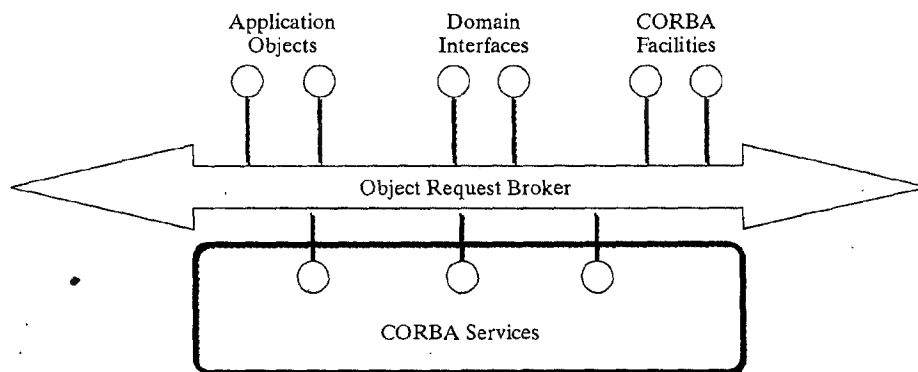 Application
Objects
Domain
Interfaces
CORBA
Facilities
Object Request Broker
CORBA Services